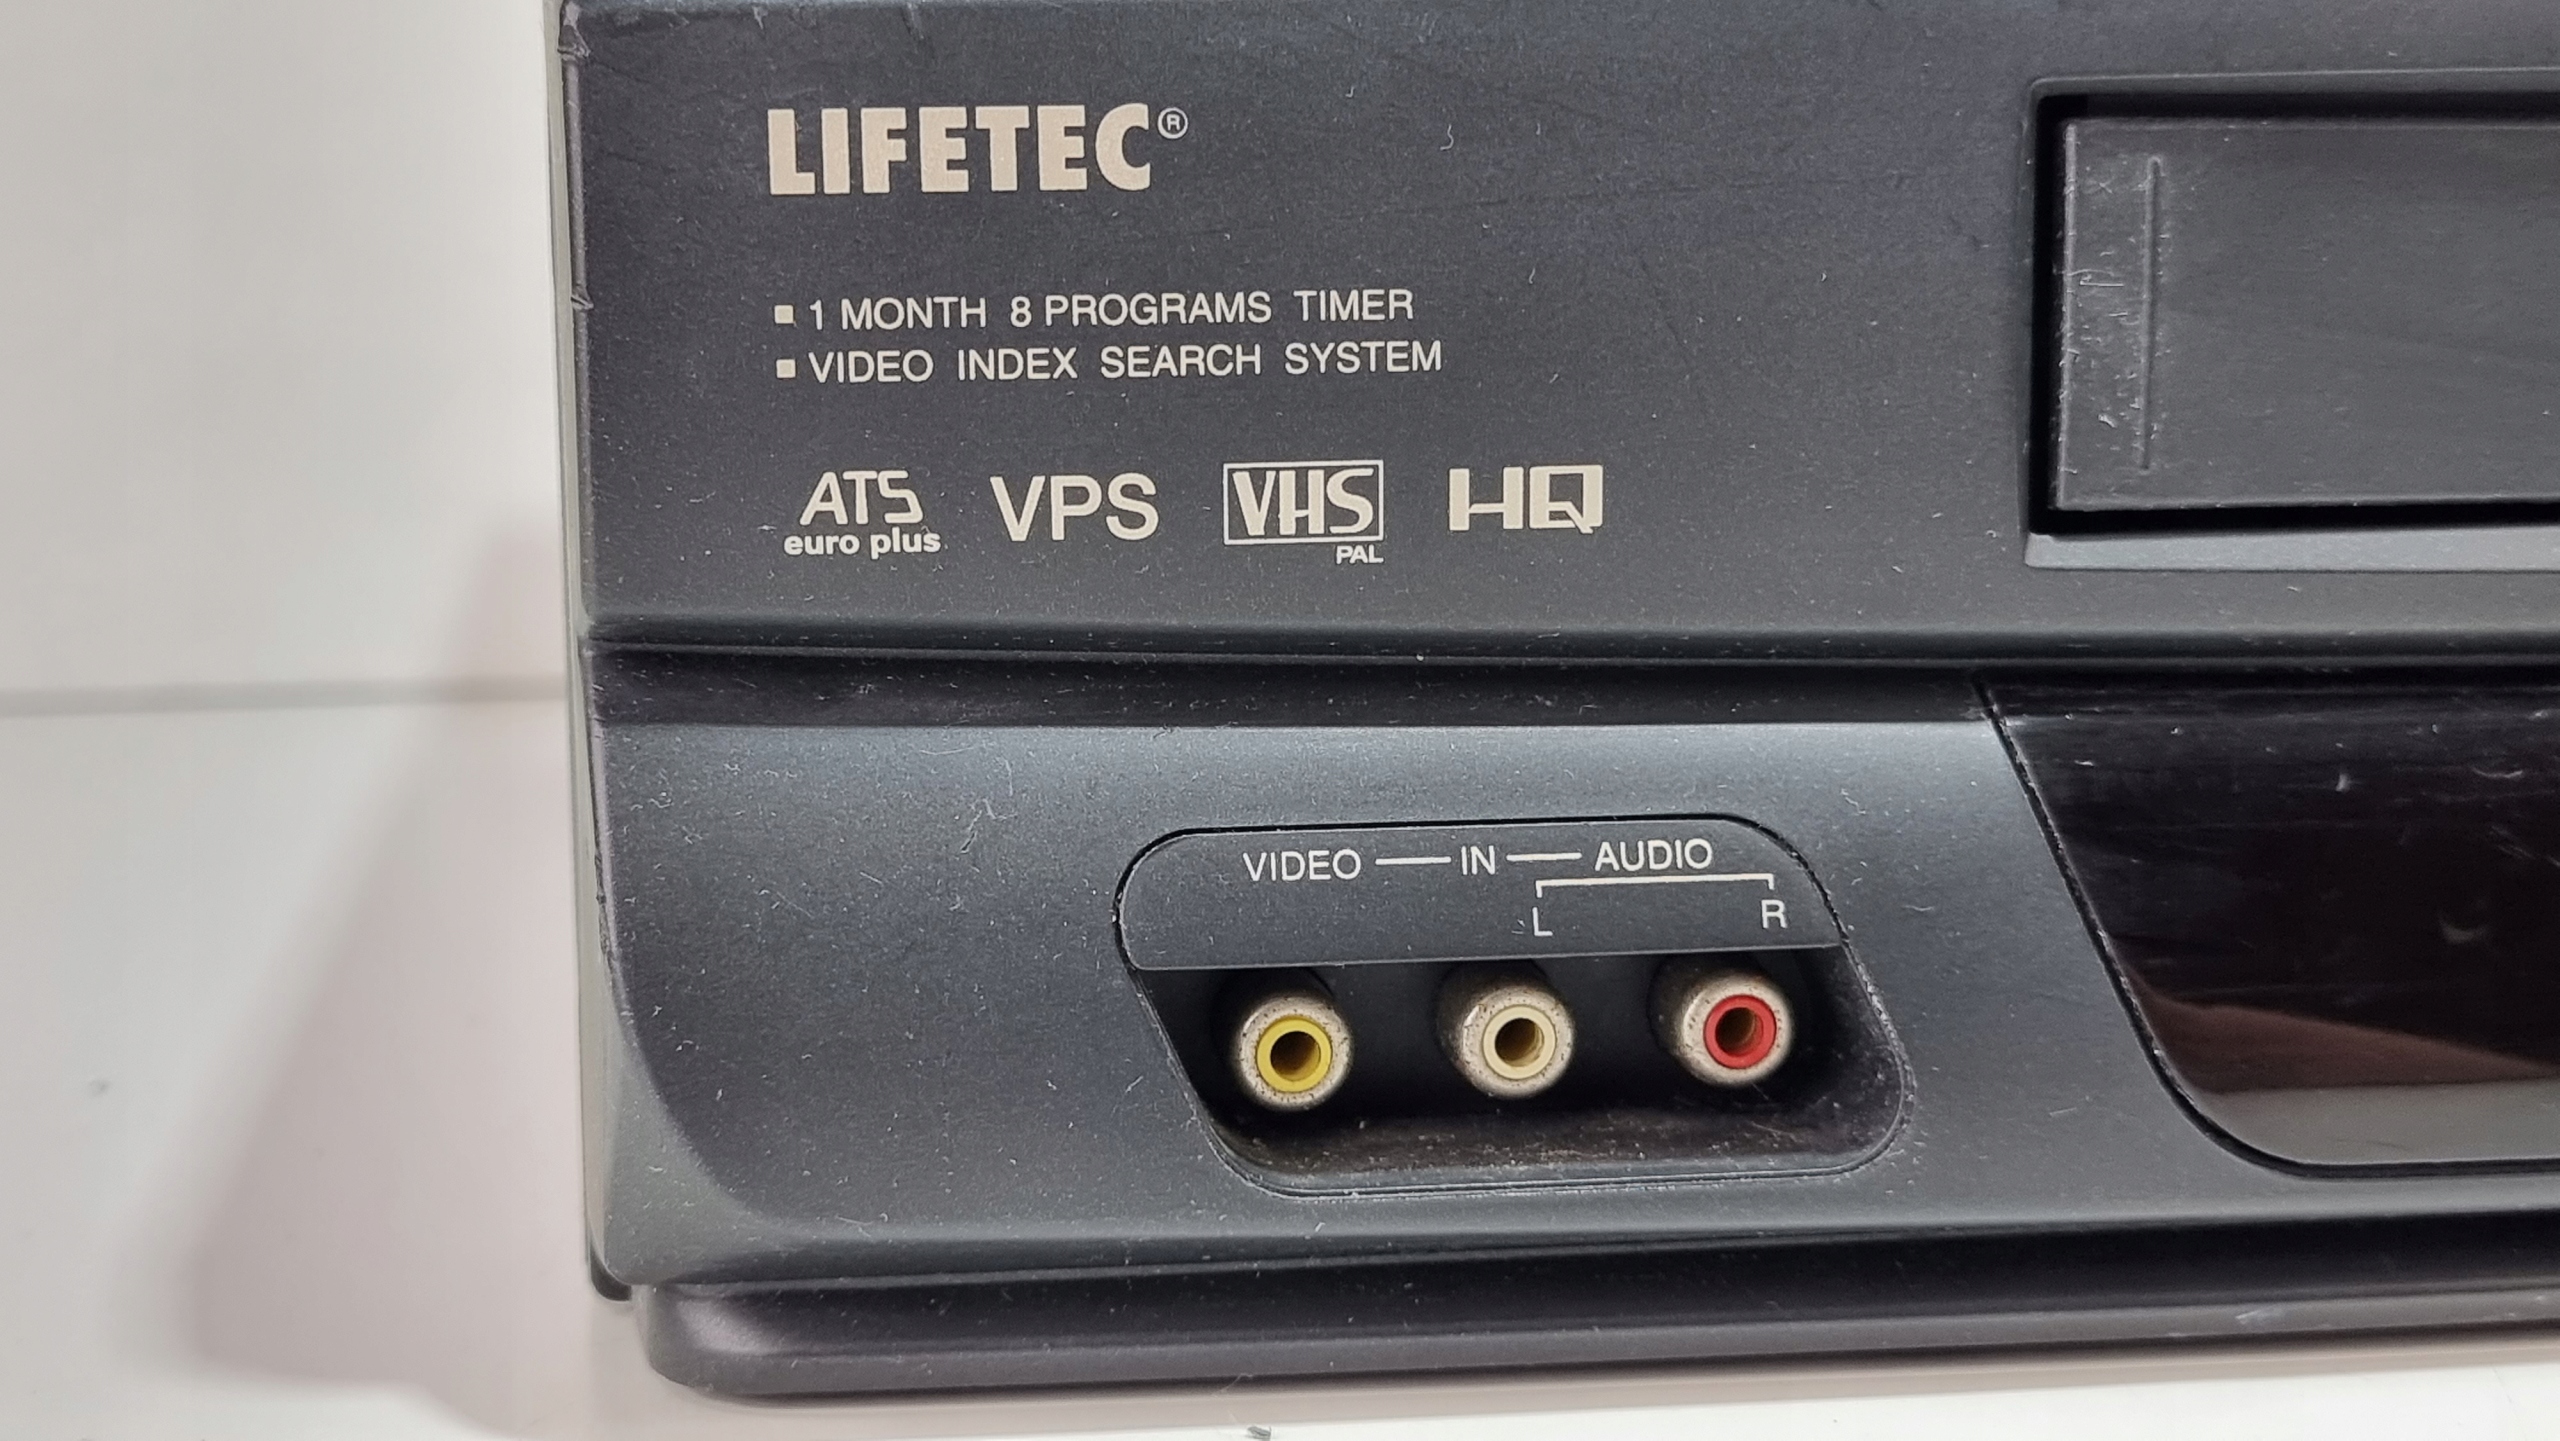 LIFETEC®
▪ 1 MONTH 8 PROGRAMS TIMER
▪ VIDEO INDEX SEARCH SYSTEM
ATS VPS VHS HQ
euro plus PAL
VIDEO — IN — AUDIO
L R